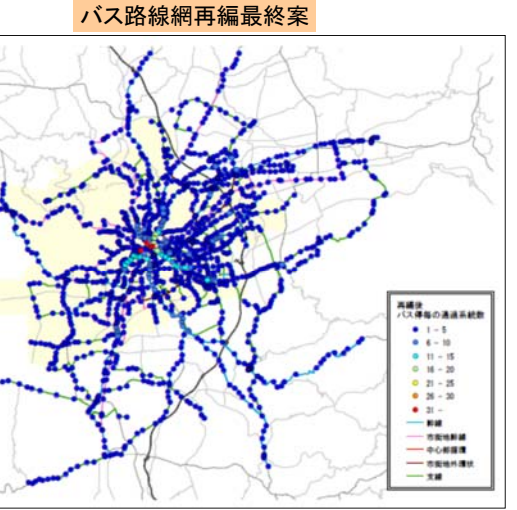 バス路線網再編最終案
再編後
バス停毎の通過系統数
1 - 5
6 - 10
11 - 15
16 - 20
21 - 25
26 - 30
31 -
幹線
市街地幹線
中心部循環
市街地外環状
支線